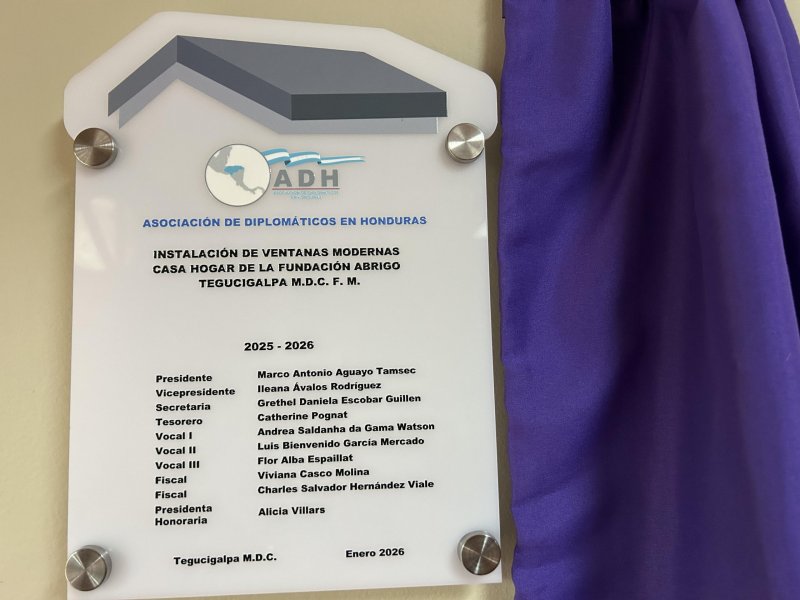 ADH
ASOCIACIÓN DE DIPLOMÁTICOS EN HONDURAS
INSTALACIÓN DE VENTANAS MODERNAS
CASA HOGAR DE LA FUNDACIÓN ABRIGO
TEGUCIGALPA M.D.C. F. M.
2025 - 2026
Presidente Marco Antonio Aguayo Tamsec
Vicepresidente Ileana Ávalos Rodríguez
Secretaria Grethel Daniela Escobar Guillen
Tesorero Catherine Pognat
Vocal I Andrea Saldanha da Gama Watson
Vocal II Luis Bienvenido García Mercado
Vocal III Flor Alba Espaillat
Fiscal Viviana Casco Molina
Fiscal Charles Salvador Hernández Viale
Presidenta Honoraria Alicia Villars
Tegucigalpa M.D.C. Enero 2026